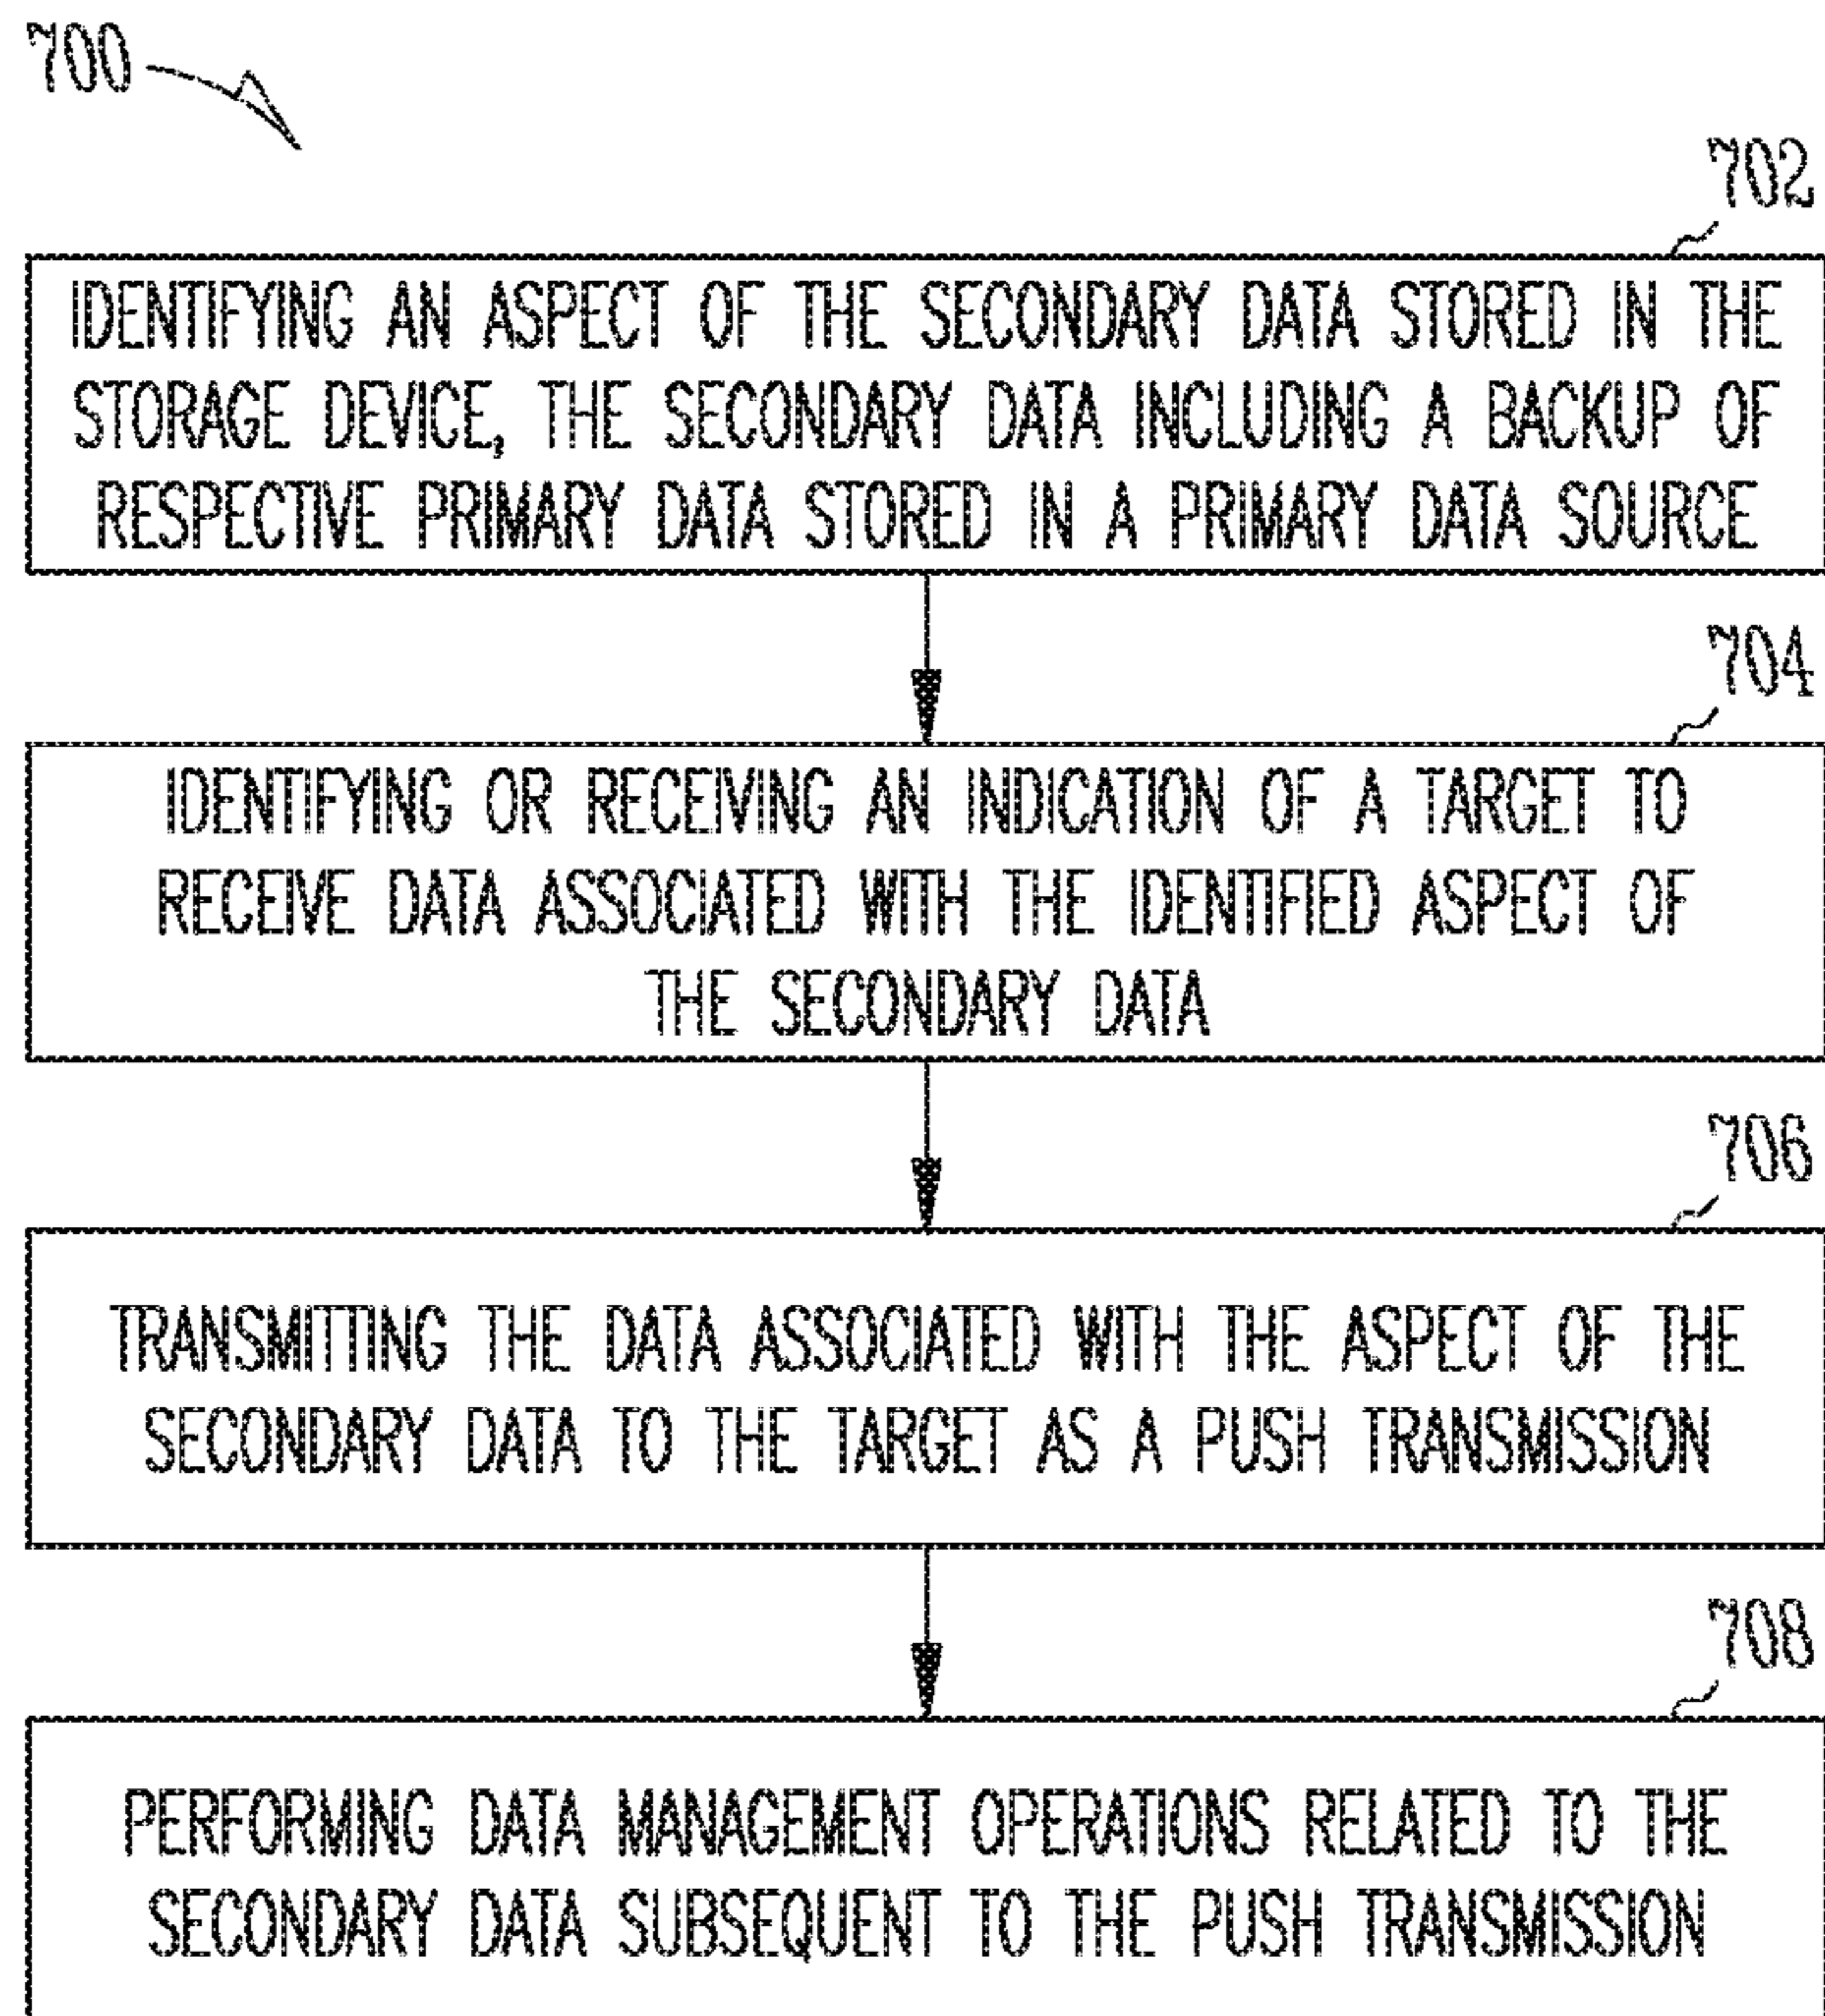 700
702
IDENTIFYING AN ASPECT OF THE SECONDARY DATA STORED IN THE
STORAGE DEVICE, THE SECONDARY DATA INCLUDING A BACKUP OF
RESPECTIVE PRIMARY DATA STORED IN A PRIMARY DATA SOURCE
704
IDENTIFYING OR RECEIVING AN INDICATION OF A TARGET TO
RECEIVE DATA ASSOCIATED WITH THE IDENTIFIED ASPECT OF
THE SECONDARY DATA
706
TRANSMITTING THE DATA ASSOCIATED WITH THE ASPECT OF THE
SECONDARY DATA TO THE TARGET AS A PUSH TRANSMISSION
708
PERFORMING DATA MANAGEMENT OPERATIONS RELATED TO THE
SECONDARY DATA SUBSEQUENT TO THE PUSH TRANSMISSION